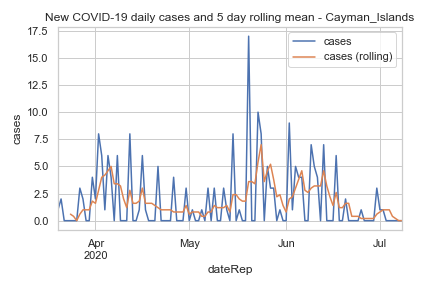 New COVID-19 daily cases and 5 day rolling mean - Cayman_Islands
17.5
15.0
12.5
10.0
7.5
5.0
2.5
0.0
cases
cases
cases (rolling)
Apr
2020
May
Jun
Jul
dateRep